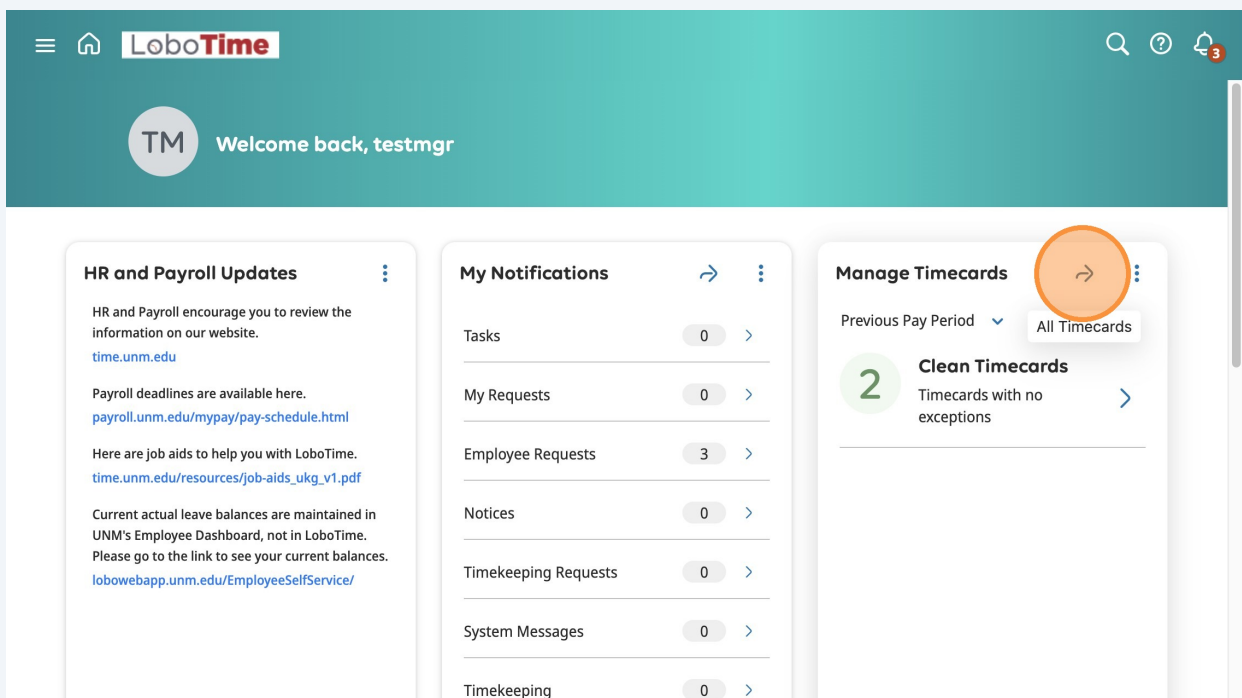 LoboTime
3
TM
Welcome back, testmgr
HR and Payroll Updates
HR and Payroll encourage you to review the
information on our website.
time.unm.edu
Payroll deadlines are available here.
payroll.unm.edu/mypay/pay-schedule.html
Here are job aids to help you with LoboTime.
time.unm.edu/resources/job-aids_ukg_v1.pdf
Current actual leave balances are maintained in
UNM's Employee Dashboard, not in LoboTime.
Please go to the link to see your current balances.
lobowebapp.unm.edu/EmployeeSelfService/
My Notifications
Tasks 0
My Requests 0
Employee Requests 3
Notices 0
Timekeeping Requests 0
System Messages 0
Timekeeping 0
Manage Timecards
Previous Pay Period
All Timecards
2
Clean Timecards
Timecards with no
exceptions